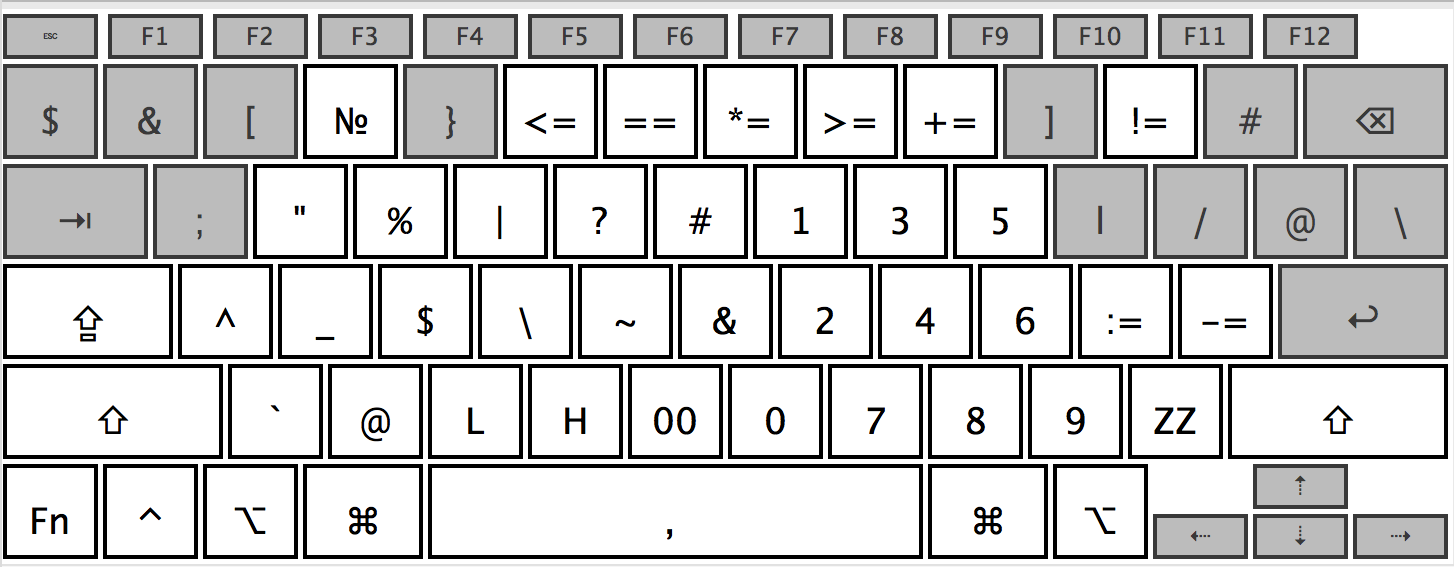 ESC F1 F2 F3 F4 F5 F6 F7 F8 F9 F10 F11 F12
$ & [ № } <= == *= >= += ] != # ⌫
⇥ ; " % | ? # 1 3 5 l / @ \
⇪ ^ _ $ \ ~ & 2 4 6 := -= ↩
⇧ ` @ L H 00 0 7 8 9 ZZ ⇧
Fn ^ ⌥ ⌘ , ⌘ ⌥ ⇠ ⇡ ⇣ ⇢